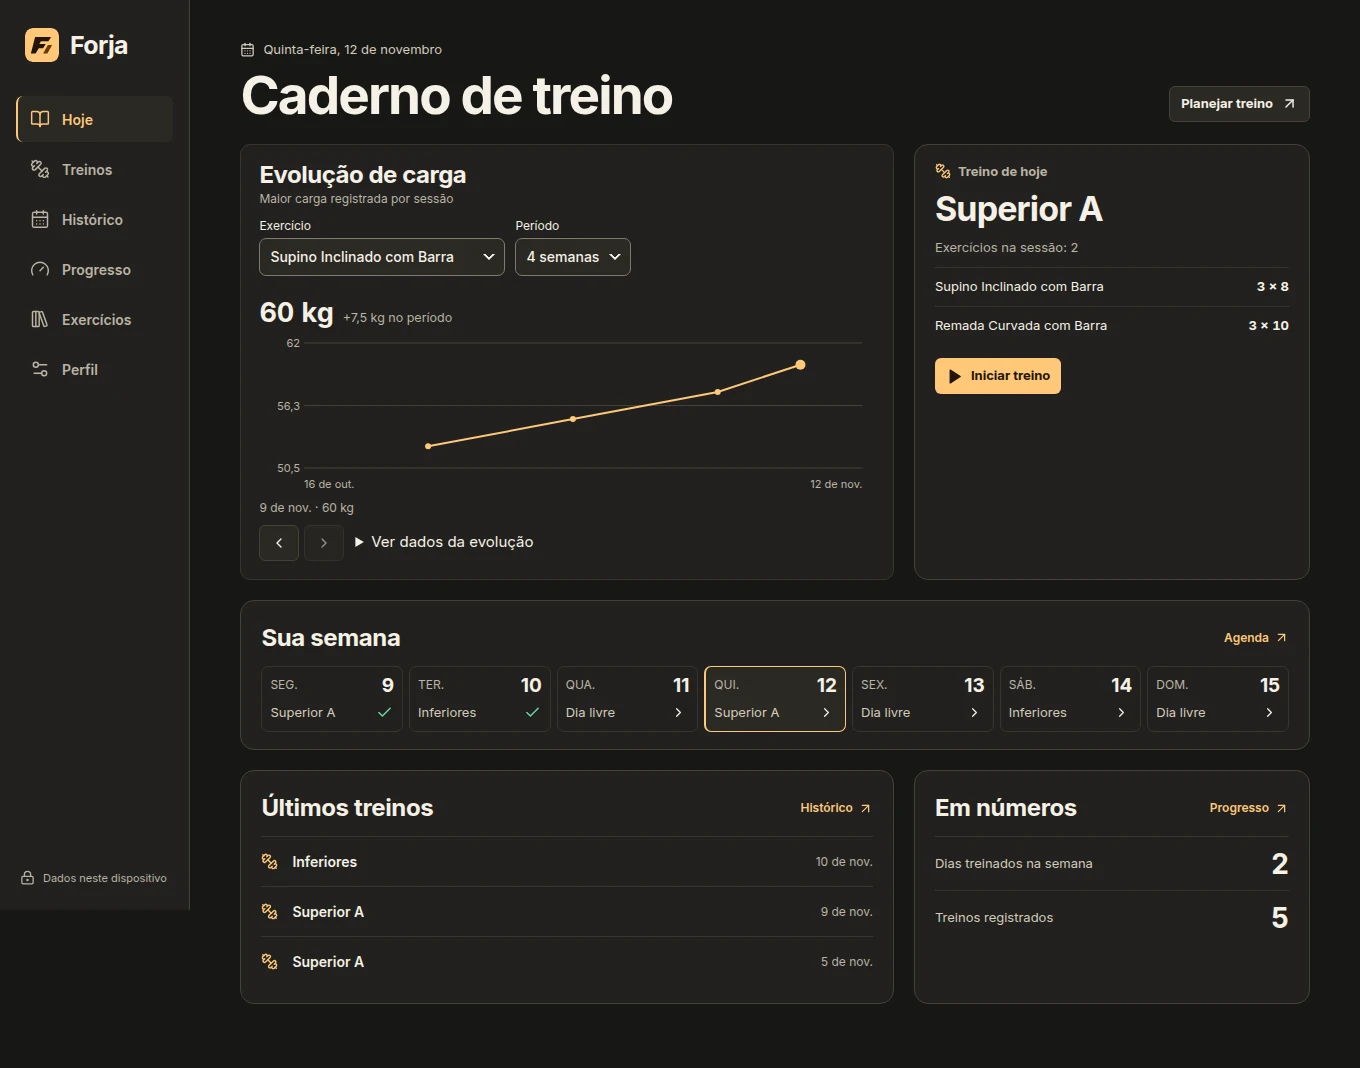 Forja
Hoje
Treinos
Histórico
Progresso
Exercícios
Perfil
Dados neste dispositivo
Quinta-feira, 12 de novembro
Caderno de treino
Planejar treino
Evolução de carga
Maior carga registrada por sessão
Exercício
Período
Supino Inclinado com Barra
4 semanas
60 kg +7,5 kg no período
62
56,3
50,5
16 de out.
12 de nov.
9 de nov. · 60 kg
Ver dados da evolução
Treino de hoje
Superior A
Exercícios na sessão: 2
Supino Inclinado com Barra 3 × 8
Remada Curvada com Barra 3 × 10
Iniciar treino
Sua semana
Agenda
SEG. 9
Superior A
TER. 10
Inferiores
QUA. 11
Dia livre
QUI. 12
Superior A
SEX. 13
Dia livre
SÁB. 14
Inferiores
DOM. 15
Dia livre
Últimos treinos
Histórico
Inferiores 10 de nov.
Superior A 9 de nov.
Superior A 5 de nov.
Em números
Progresso
Dias treinados na semana 2
Treinos registrados 5